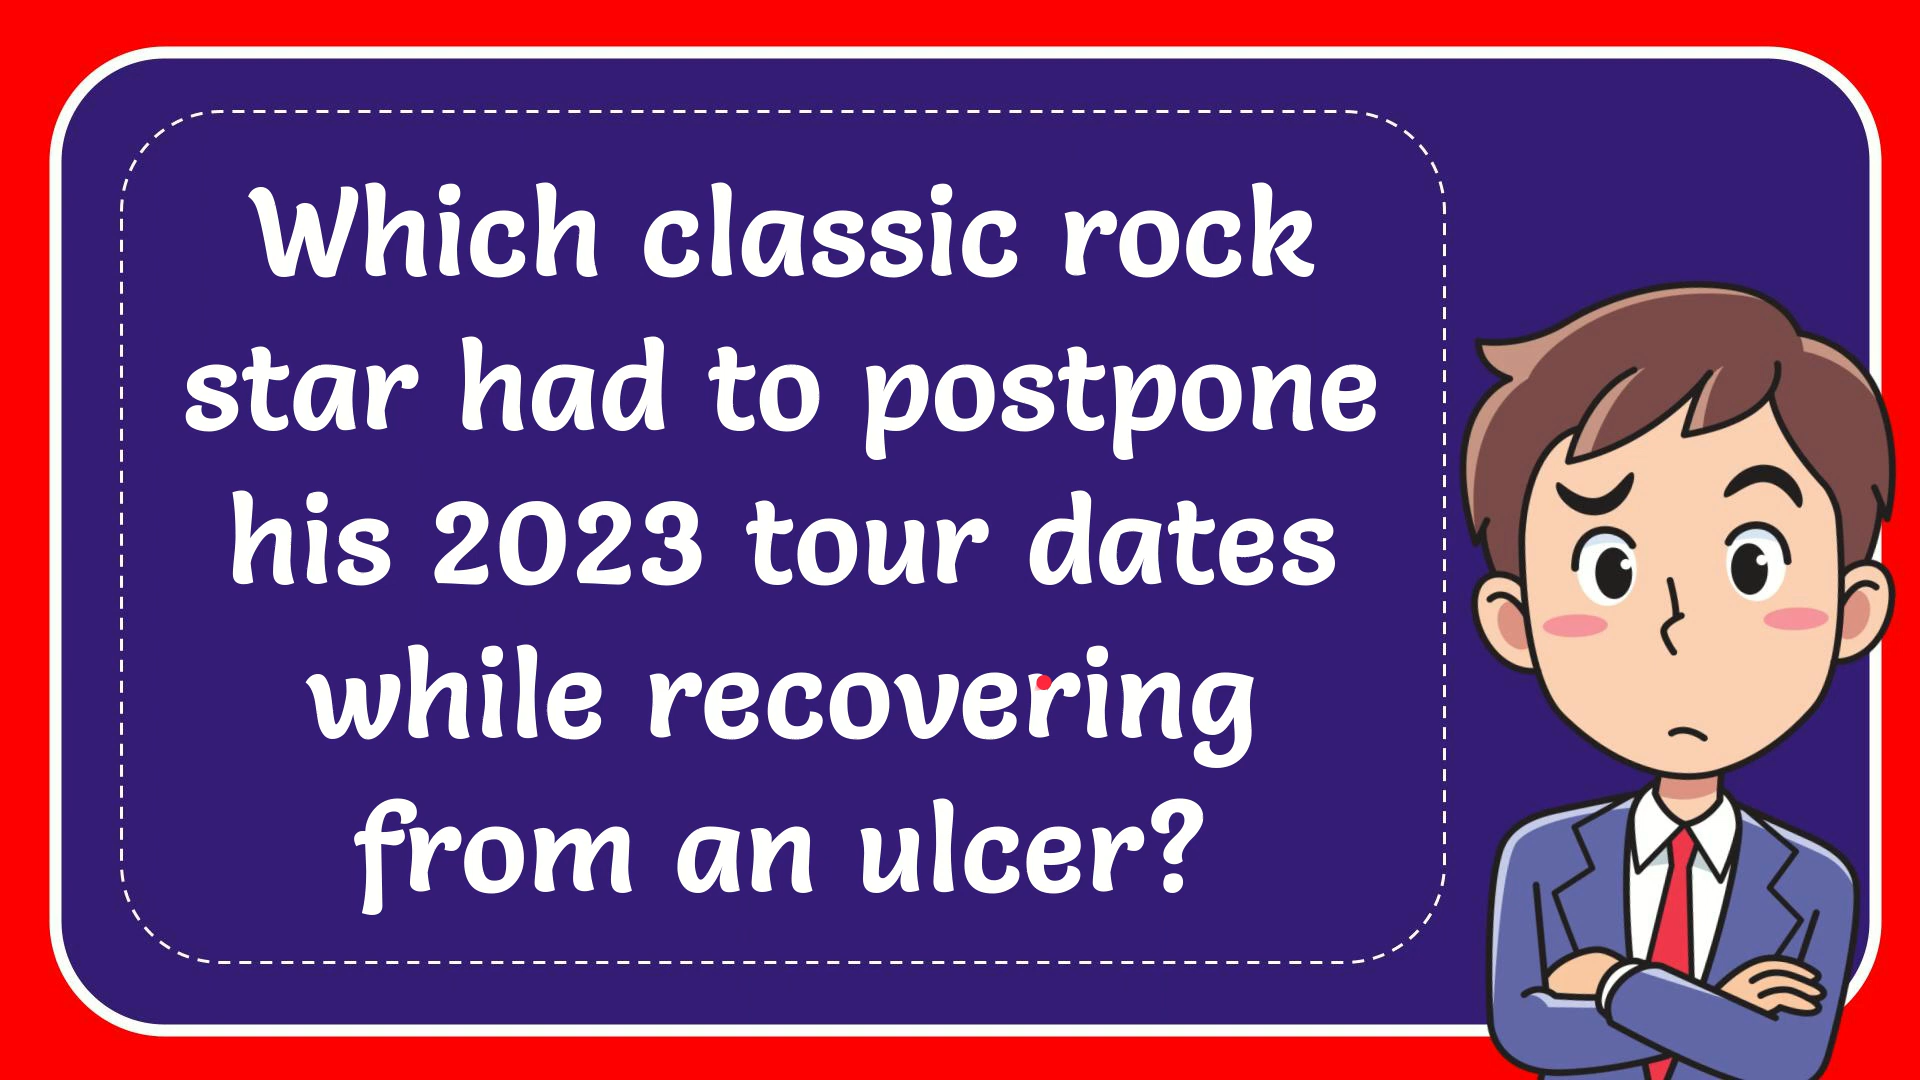 Which classic rock
star had to postpone
his 2023 tour dates
while recovering
from an ulcer?